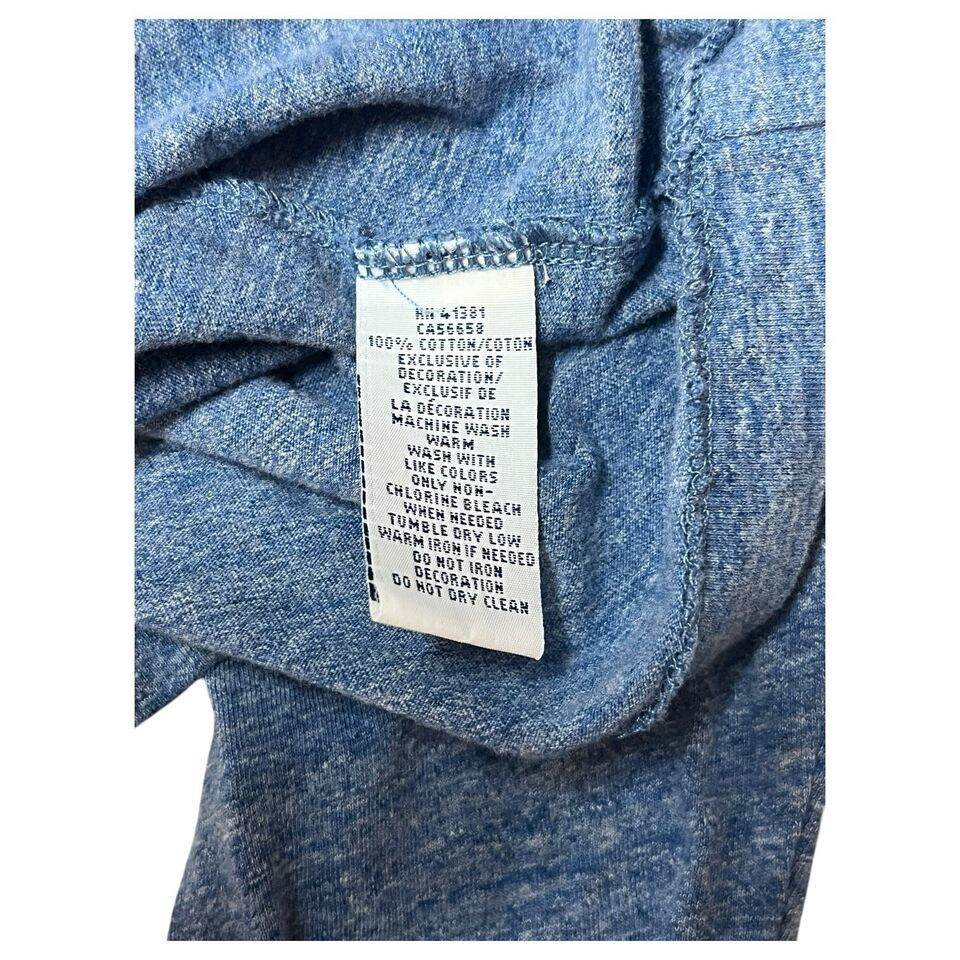 RN 41381
CA56658
100% COTTON/COTON
EXCLUSIVE OF
DECORATION/
EXCLUSIF DE
LA DÉCORATION
MACHINE WASH
WARM
WASH WITH
LIKE COLORS
ONLY NON-
CHLORINE BLEACH
WHEN NEEDED
TUMBLE DRY LOW
WARM IRON IF NEEDED
DO NOT IRON
DECORATION
DO NOT DRY CLEAN